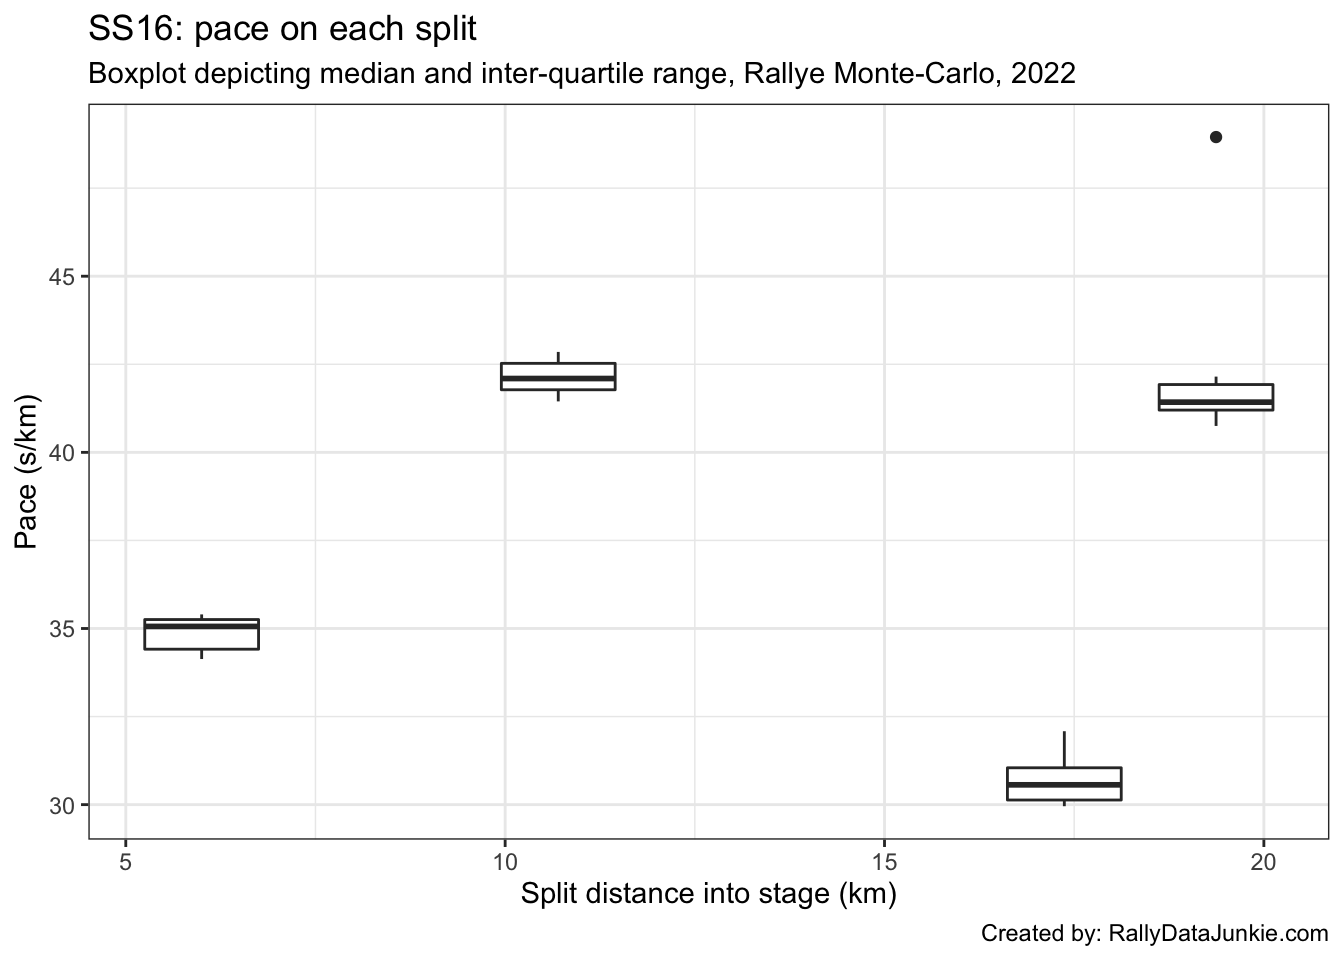 SS16: pace on each split
Boxplot depicting median and inter-quartile range, Rallye Monte-Carlo, 2022
45
40
35
30
Pace (s/km)
5 10 15 20
Split distance into stage (km)
Created by: RallyDataJunkie.com